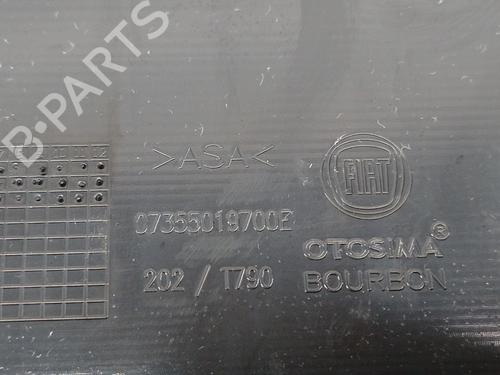 B-PARTS
>ASA<
FIAT
07355019700E
OTOSIMA®
202 / T790
BOURBON